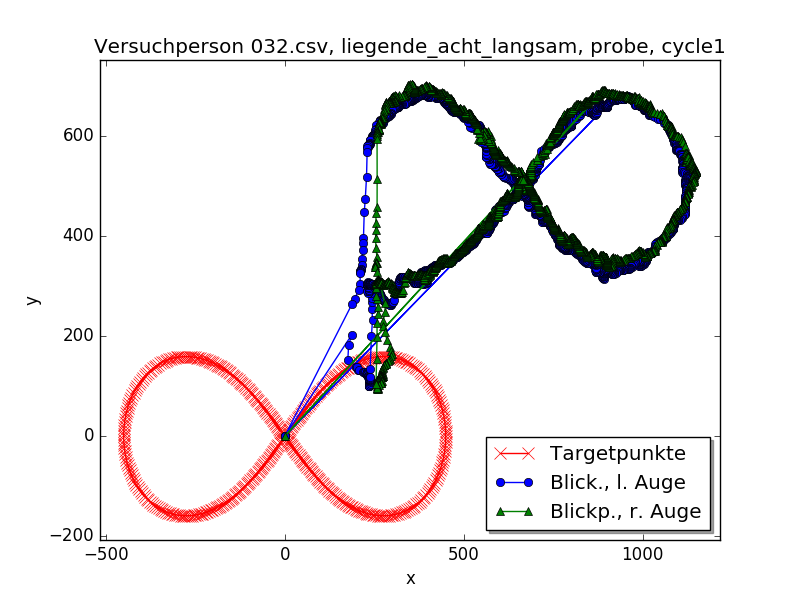 Versuchperson 032.csv, liegende_acht_langsam, probe, cycle1
600
400
y
200
0
−200
Targetpunkte
Blick., l. Auge
Blickp., r. Auge
−500 0 500 1000
x